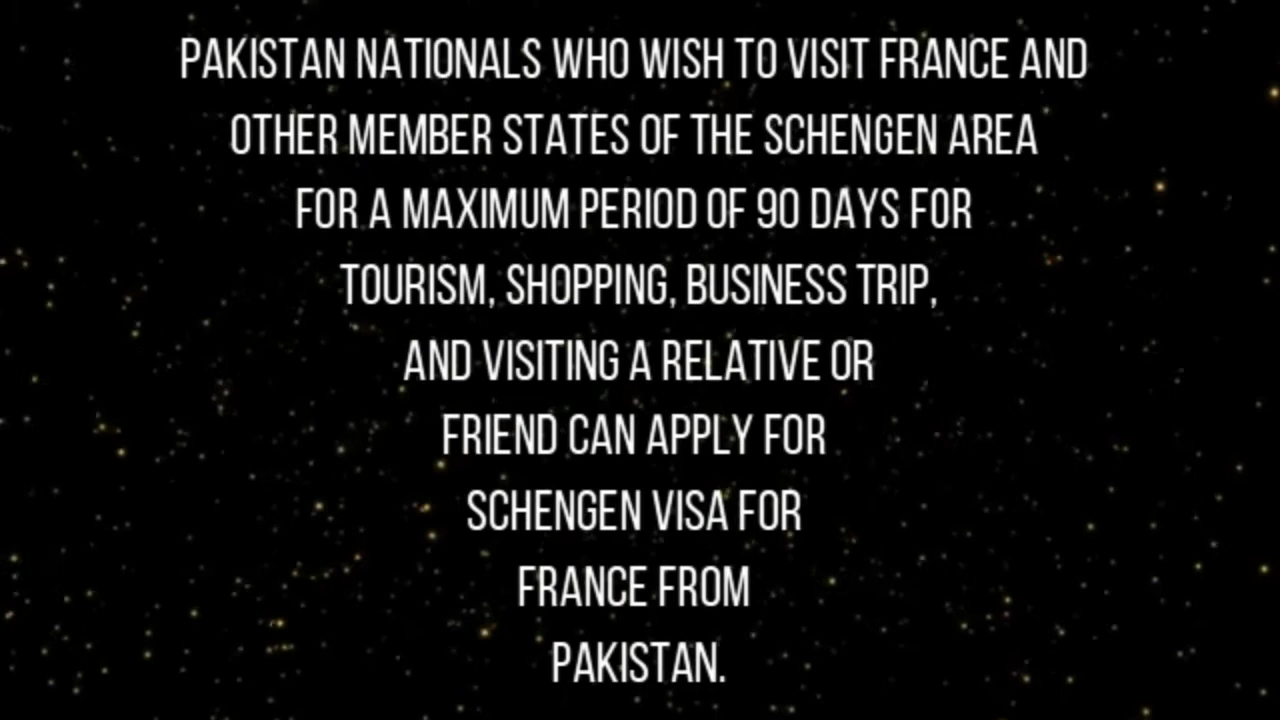 PAKISTAN NATIONALS WHO WISH TO VISIT FRANCE AND
OTHER MEMBER STATES OF THE SCHENGEN AREA
FOR A MAXIMUM PERIOD OF 90 DAYS FOR
TOURISM, SHOPPING, BUSINESS TRIP,
AND VISITING A RELATIVE OR
FRIEND CAN APPLY FOR
SCHENGEN VISA FOR
FRANCE FROM
PAKISTAN.